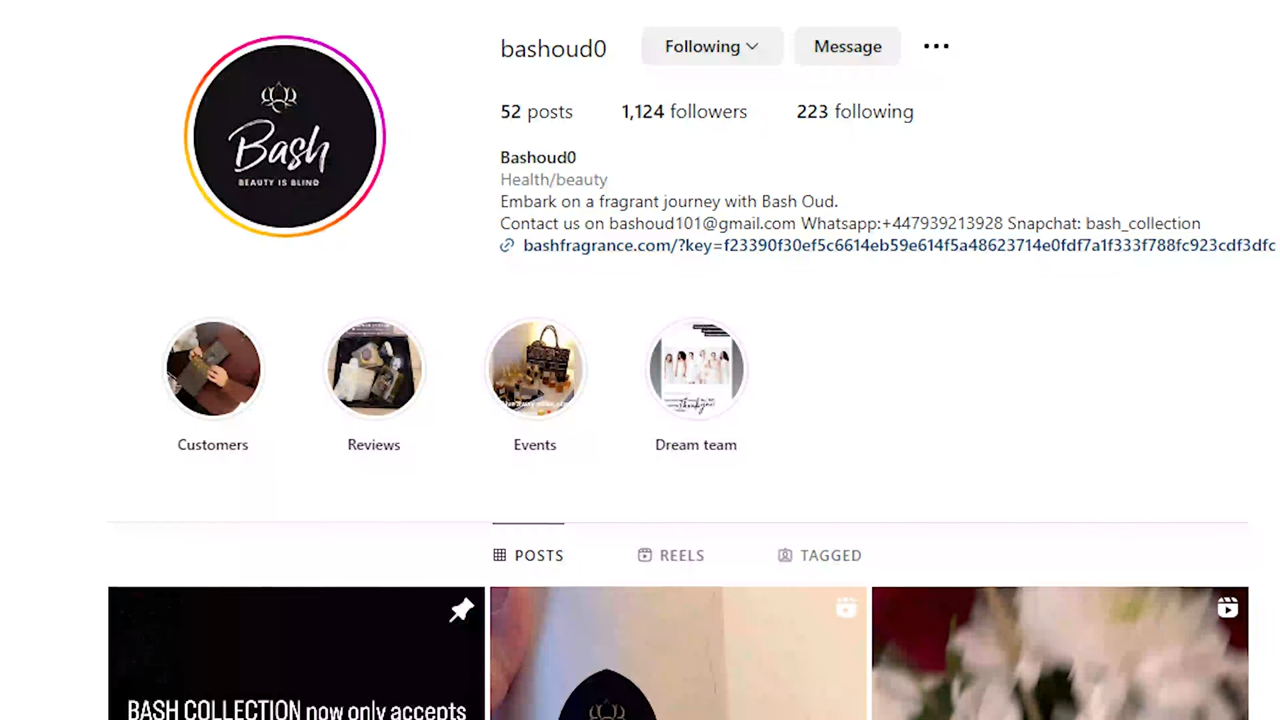 bashoud0
Following
Message
52 posts
1,124 followers
223 following
Bash
BEAUTY IS BLIND
Bashoud0
Health/beauty
Embark on a fragrant journey with Bash Oud.
Contact us on bashoud101@gmail.com Whatsapp:+447939213928 Snapchat: bash_collection
bashfragrance.com/?key=f23390f30ef5c6614eb59e614f5a48623714e0fdf7a1f333f788fc923cdf3dfc
Customers
Reviews
Events
Dream team
POSTS
REELS
TAGGED
BASH COLLECTION now only accepts